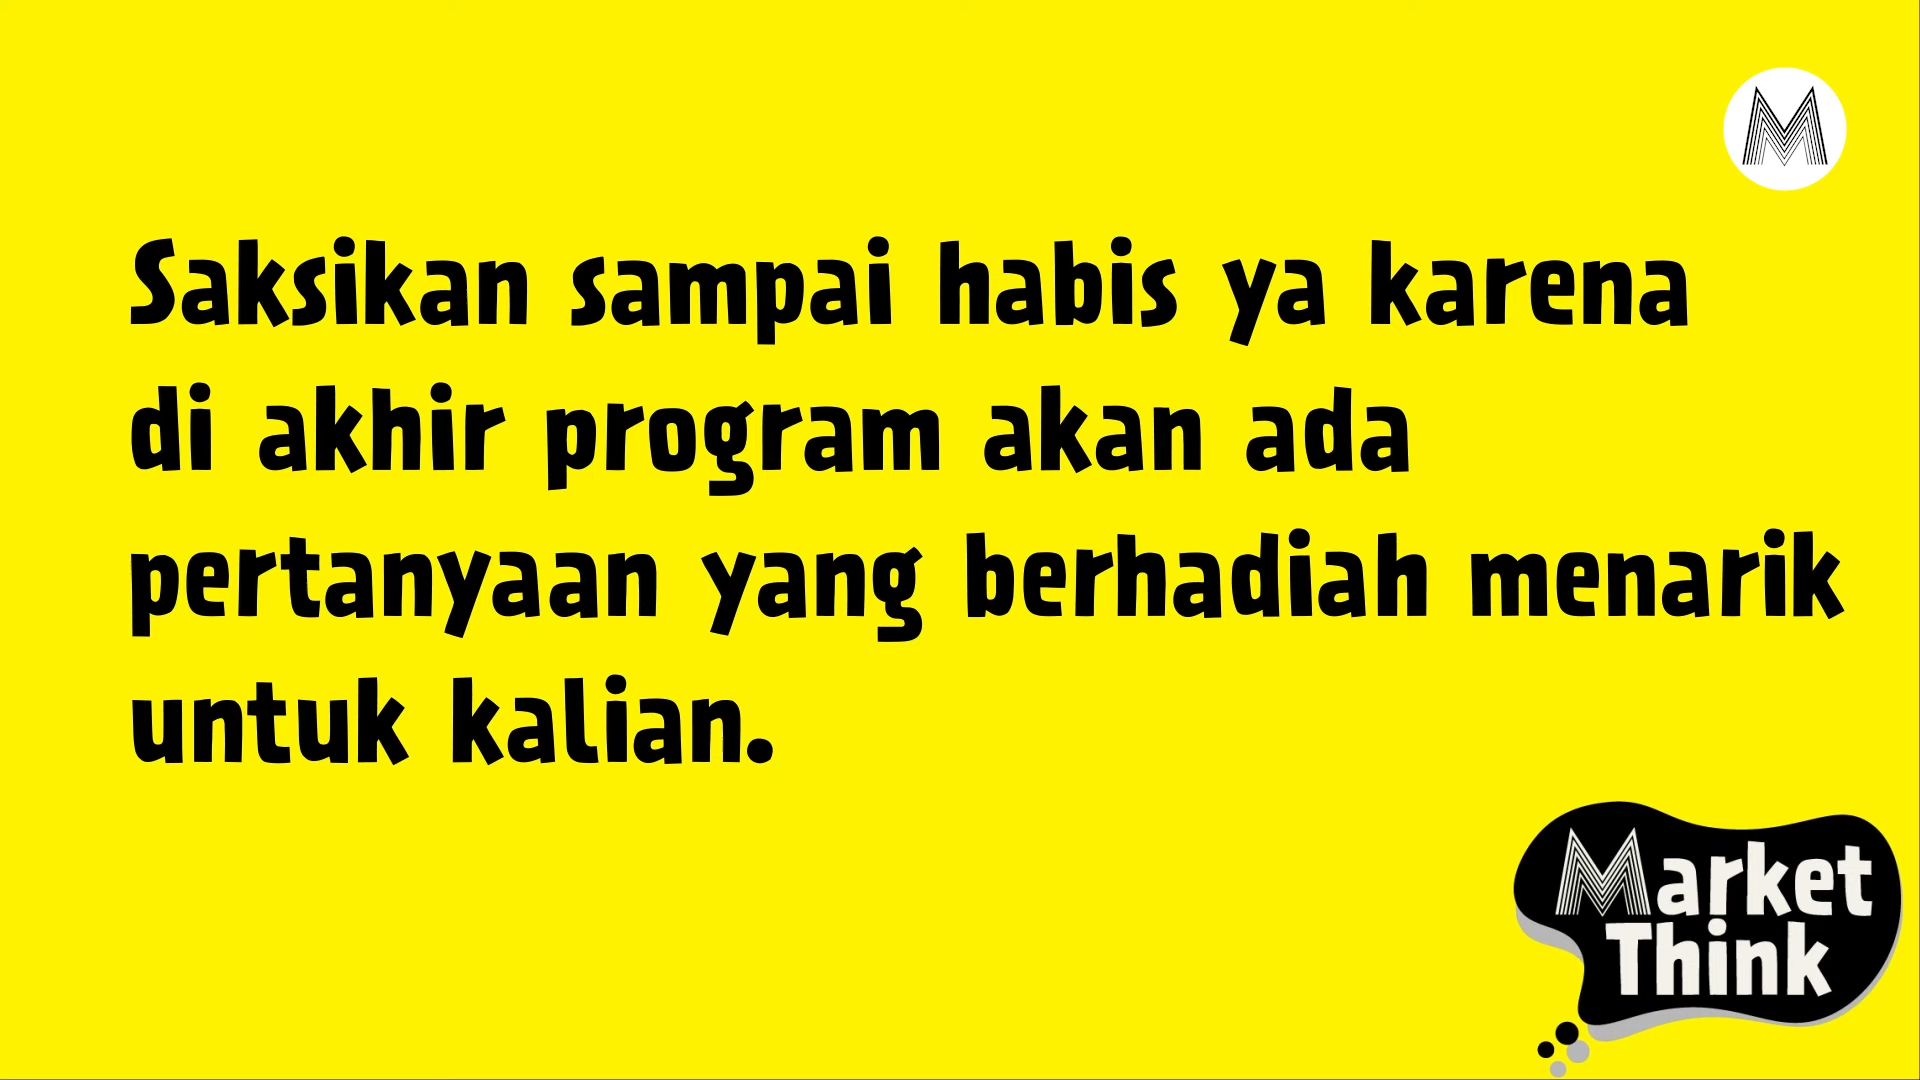 M
Saksikan sampai habis ya karena
di akhir program akan ada
pertanyaan yang berhadiah menarik
untuk kalian.
Market
Think